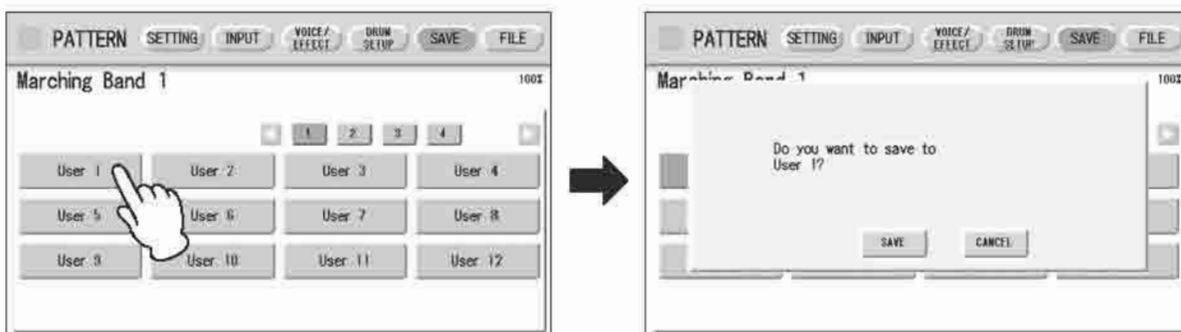 PATTERN SETTING INPUT VOICE/ EFFECT DRUM SETUP SAVE FILE
Marching Band 1 100%
1 2 3 4
User 1 User 2 User 3 User 4
User 5 User 6 User 7 User 8
User 9 User 10 User 11 User 12
PATTERN SETTING INPUT VOICE/ EFFECT DRUM SETUP SAVE FILE
100%
Do you want to save to
User 1?
SAVE CANCEL